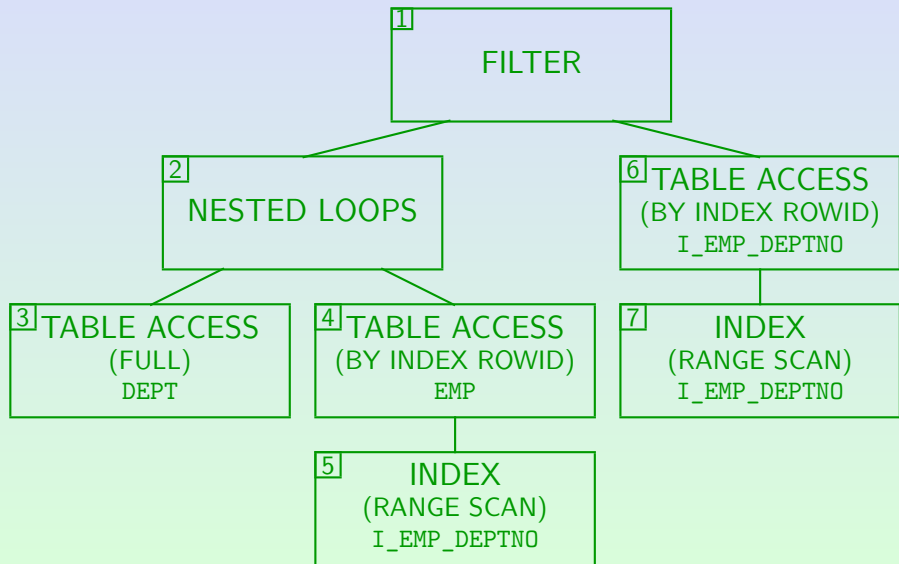 1
FILTER
2
NESTED LOOPS
6
TABLE ACCESS
(BY INDEX ROWID)
I_EMP_DEPTNO
3
TABLE ACCESS
(FULL)
DEPT
4
TABLE ACCESS
(BY INDEX ROWID)
EMP
7
INDEX
(RANGE SCAN)
I_EMP_DEPTNO
5
INDEX
(RANGE SCAN)
I_EMP_DEPTNO